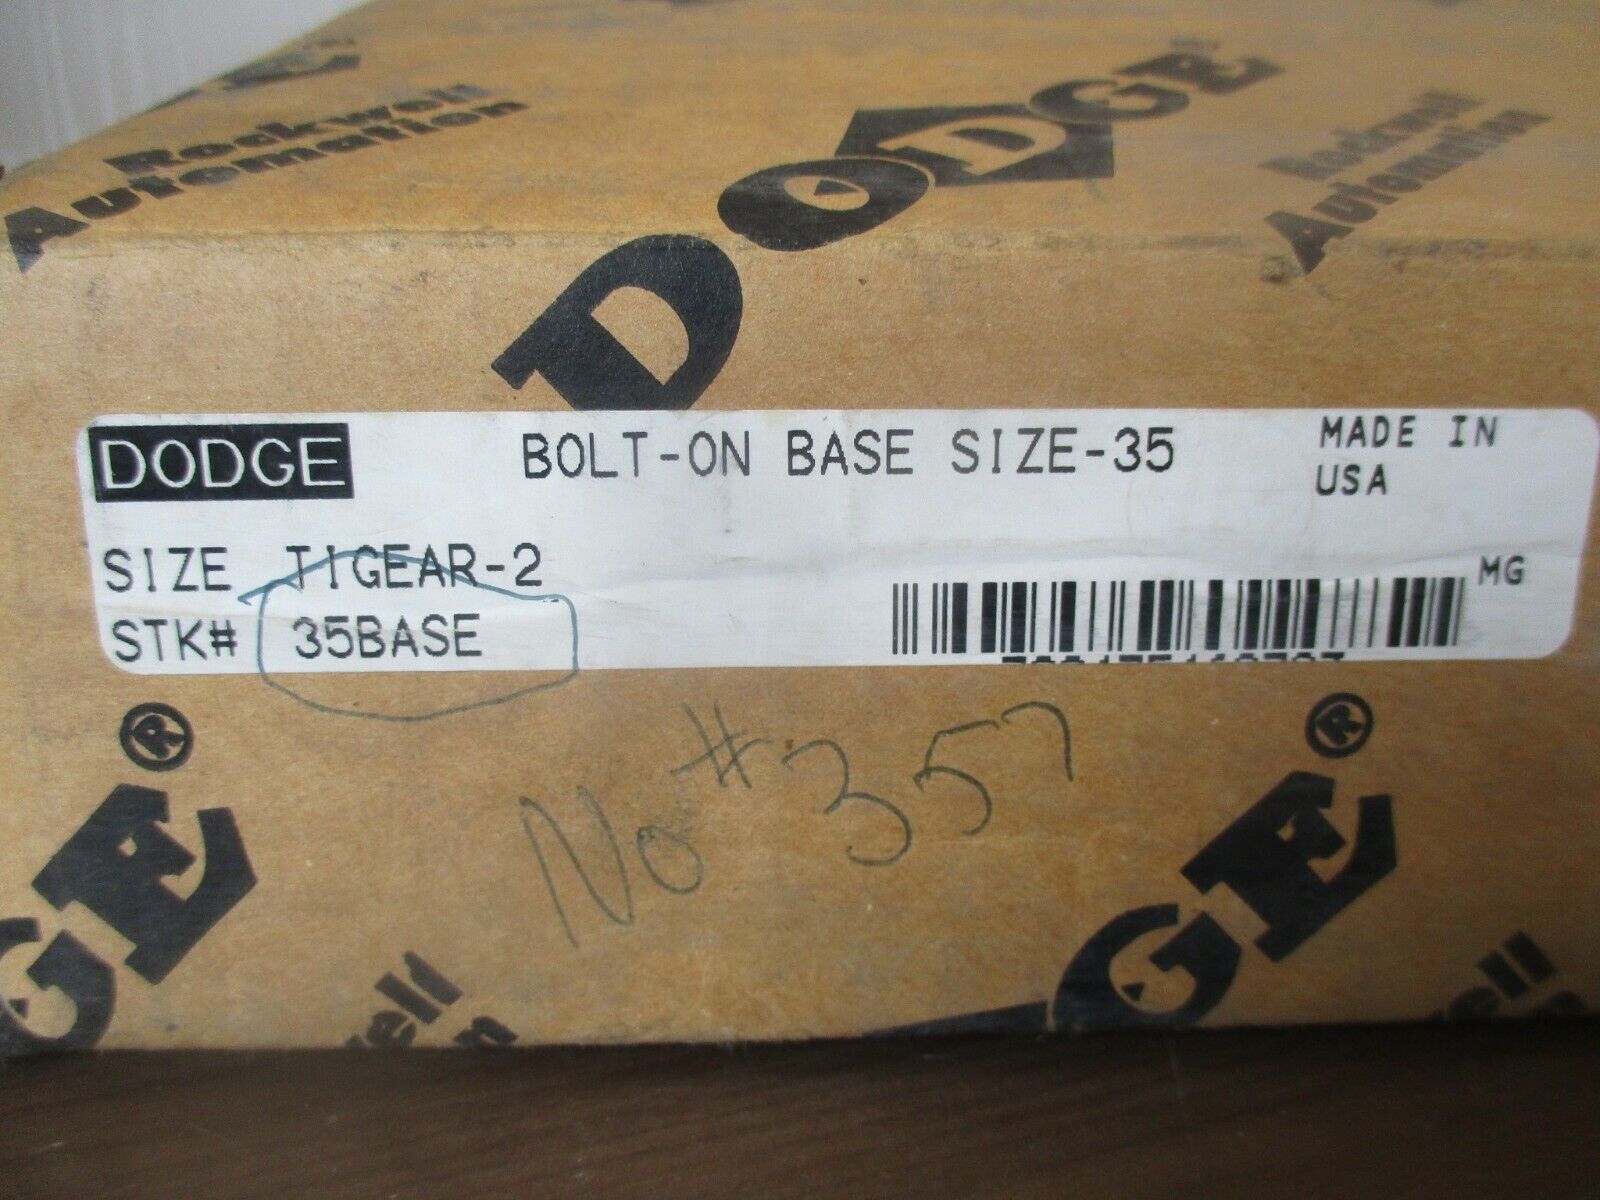 Rockwell
Automation
DODGE
Rockwell
Automation
DODGE
BOLT-ON BASE SIZE-35
MADE IN
USA
SIZE TIGEAR-2
MG
STK# 35BASE
No # 357
GE®
GE®